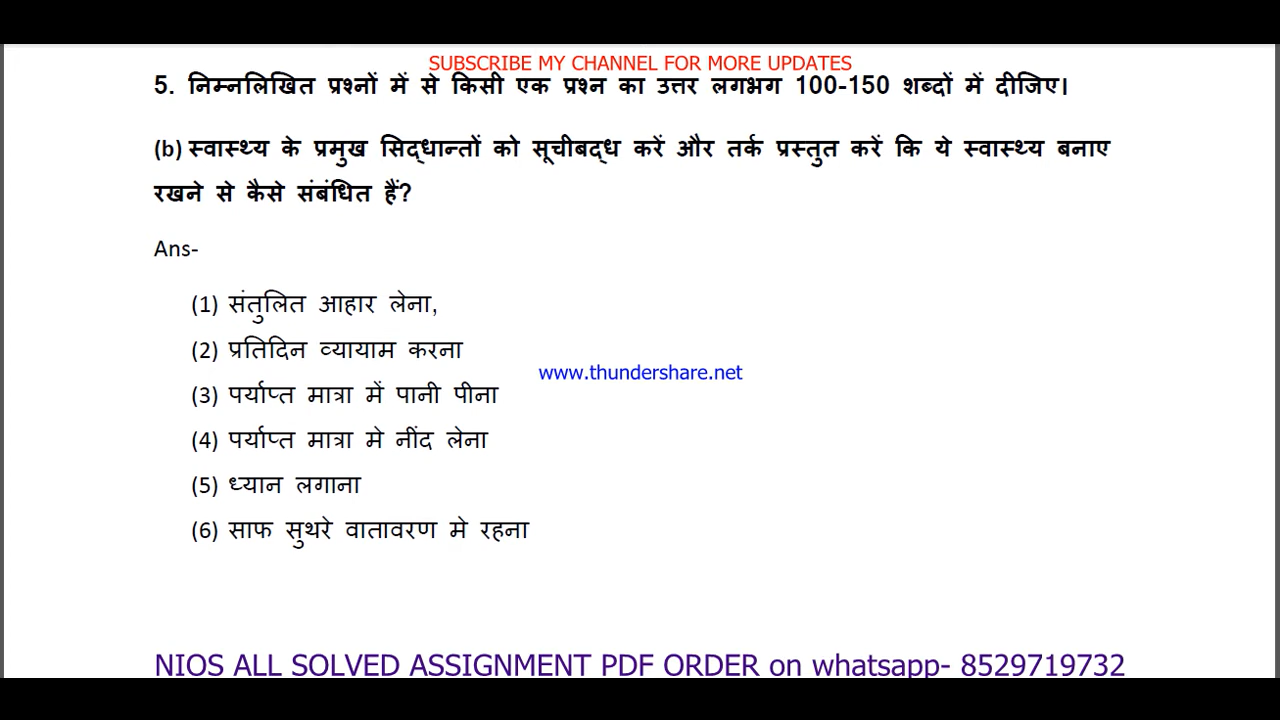 SUBSCRIBE MY CHANNEL FOR MORE UPDATES
5. निम्नलिखित प्रश्नों में से किसी एक प्रश्न का उत्तर लगभग 100-150 शब्दों में दीजिए।
(b) स्वास्थ्य के प्रमुख सिद्धान्तों को सूचीबद्ध करें और तर्क प्रस्तुत करें कि ये स्वास्थ्य बनाए
रखने से कैसे संबंधित हैं?
Ans-
(1) संतुलित आहार लेना,
(2) प्रतिदिन व्यायाम करना
www.thundershare.net
(3) पर्याप्त मात्रा में पानी पीना
(4) पर्याप्त मात्रा मे नींद लेना
(5) ध्यान लगाना
(6) साफ सुथरे वातावरण मे रहना
NIOS ALL SOLVED ASSIGNMENT PDF ORDER on whatsapp- 8529719732